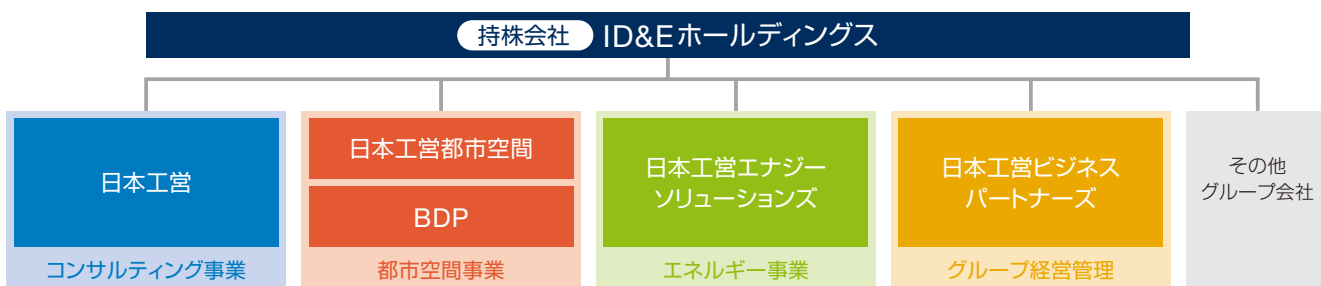 持株会社 ID&Eホールディングス
日本工営
コンサルティング事業
日本工営都市空間
BDP
都市空間事業
日本工営エナジー
ソリューションズ
エネルギー事業
日本工営ビジネス
パートナーズ
グループ経営管理
その他
グループ会社